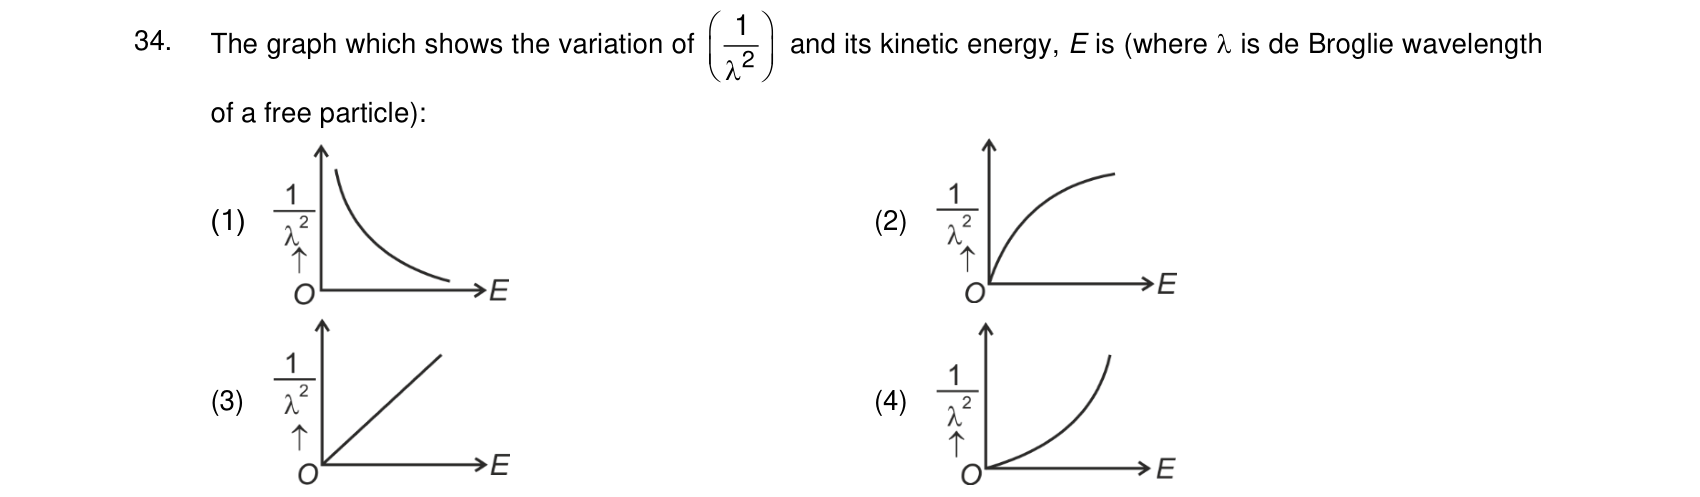 34. The graph which shows the variation of (1/λ²) and its kinetic energy, E is (where λ is de Broglie wavelength
of a free particle):
(1) 1/λ² ↑ O E
(2) 1/λ² ↑ O E
(3) 1/λ² ↑ O E
(4) 1/λ² ↑ O E